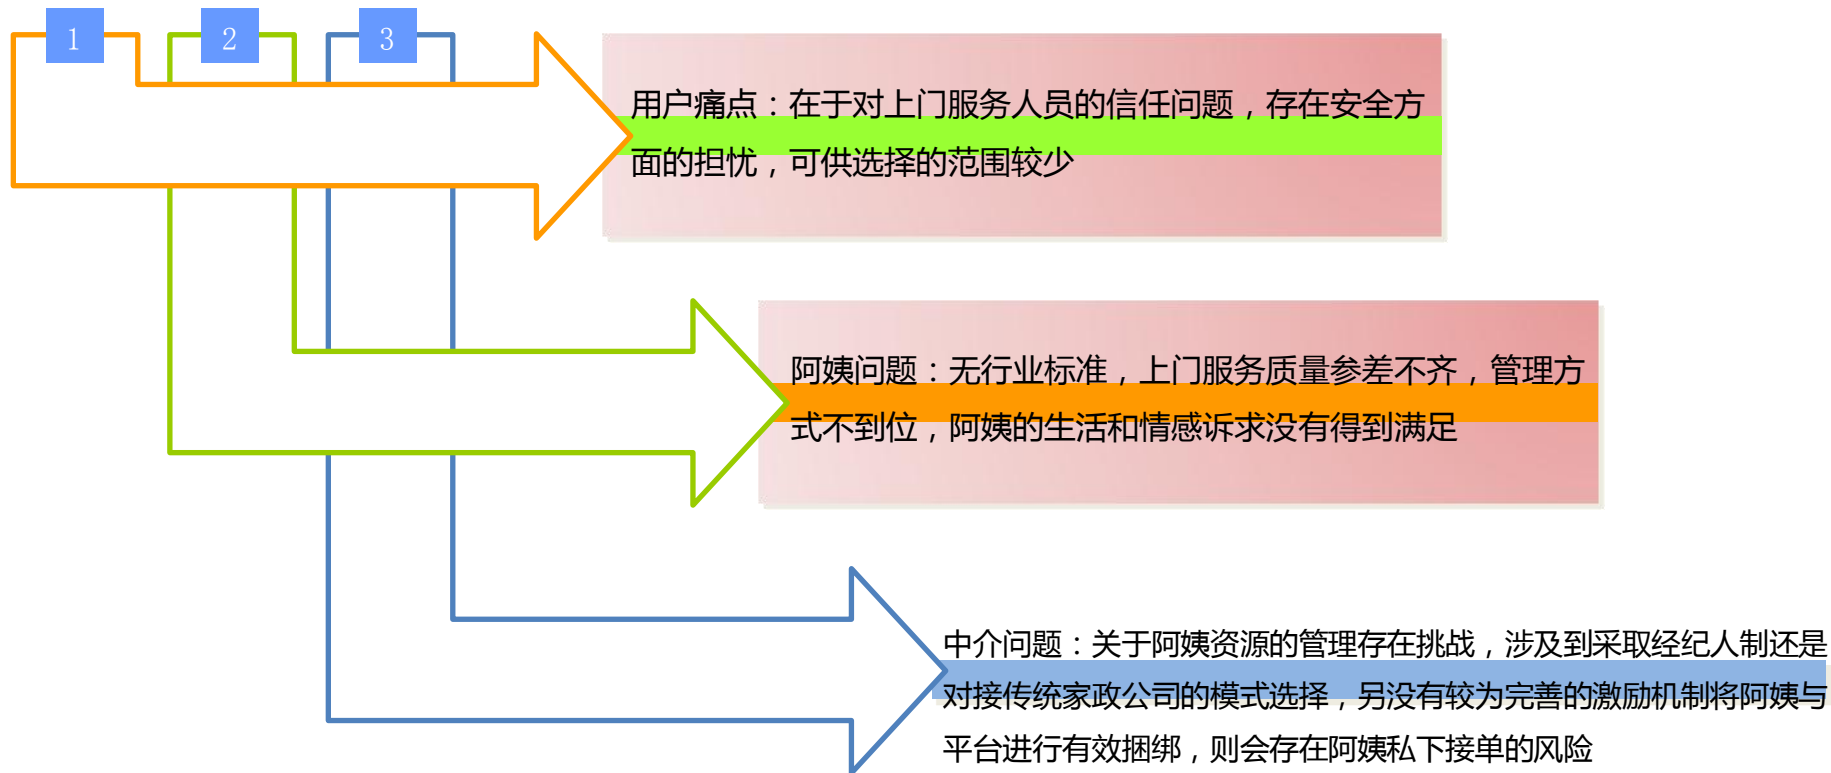 1
2
3
用户痛点：在于对上门服务人员的信任问题，存在安全方
面的担忧，可供选择的范围较少
阿姨问题：无行业标准，上门服务质量参差不齐，管理方
式不到位，阿姨的生活和情感诉求没有得到满足
中介问题：关于阿姨资源的管理存在挑战，涉及到采取经纪人制还是
对接传统家政公司的模式选择，另没有较为完善的激励机制将阿姨与
平台进行有效捆绑，则会存在阿姨私下接单的风险